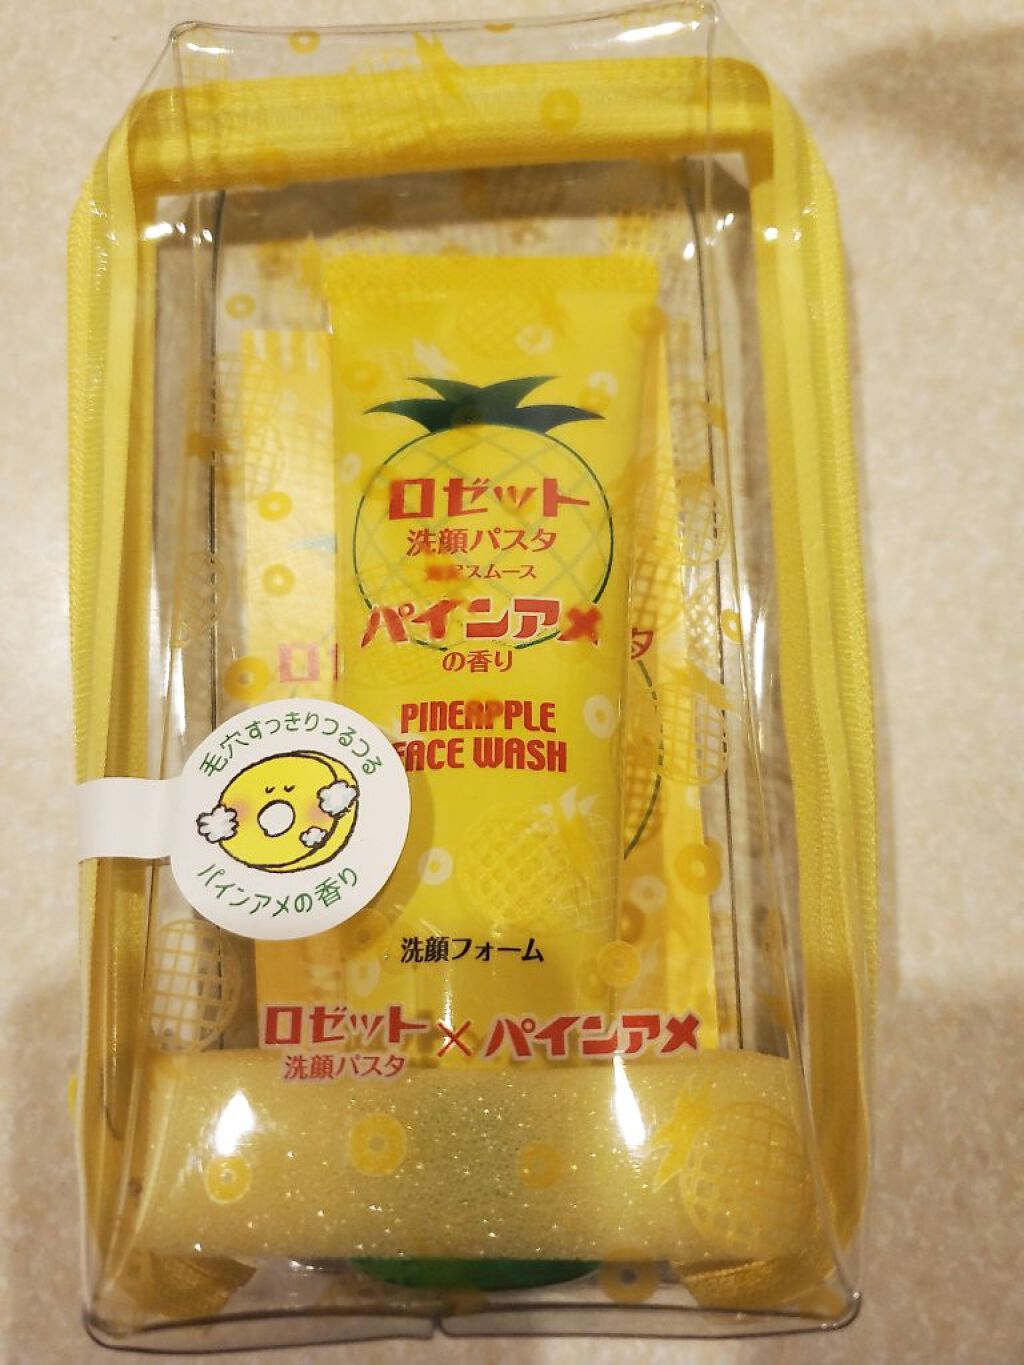 ロゼット
洗顔パスタ
海泥スムース
パインアメ
の香り
PINEAPPLE
FACE WASH
毛穴すっきりつるつる
パインアメの香り
洗顔フォーム
ロゼット×パインアメ
洗顔パスタ